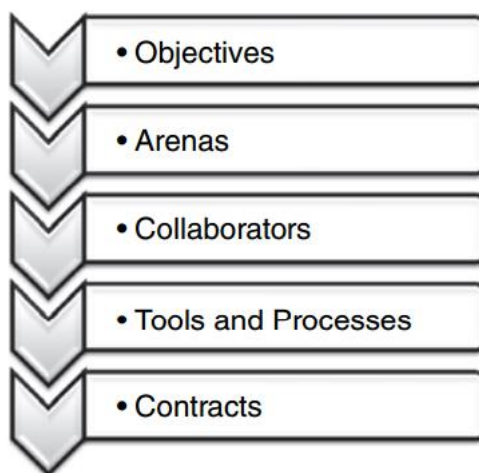 • Objectives
• Arenas
• Collaborators
• Tools and Processes
• Contracts